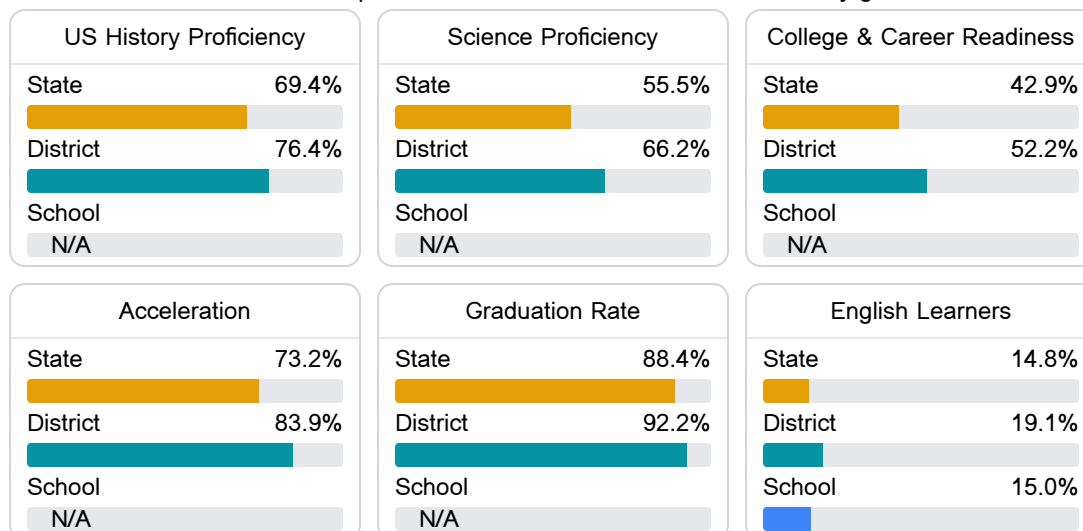 US History Proficiency
State 69.4%
District 76.4%
School
N/A
Science Proficiency
State 55.5%
District 66.2%
School
N/A
College & Career Readiness
State 42.9%
District 52.2%
School
N/A
Acceleration
State 73.2%
District 83.9%
School
N/A
Graduation Rate
State 88.4%
District 92.2%
School
N/A
English Learners
State 14.8%
District 19.1%
School 15.0%